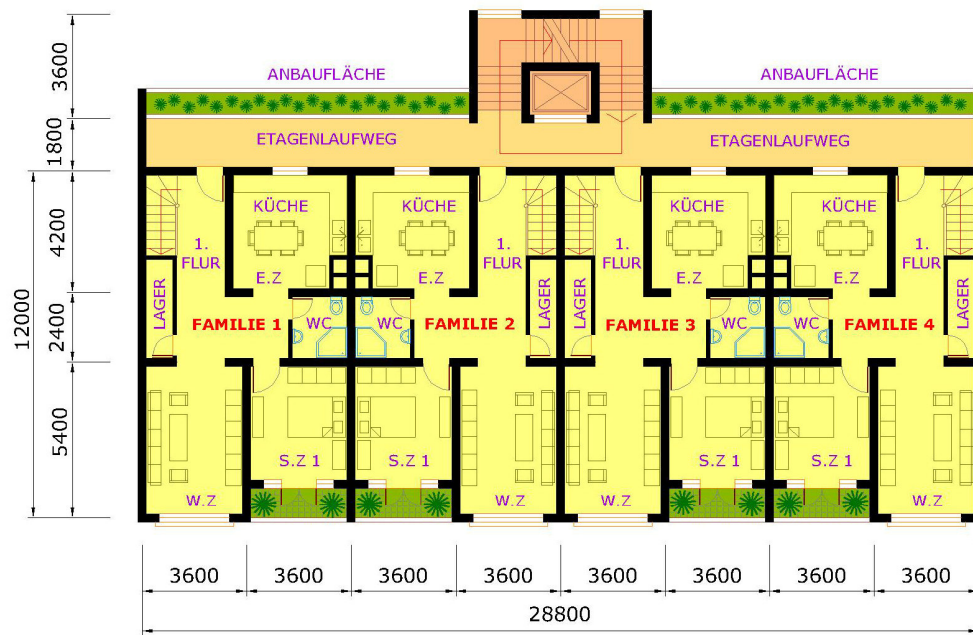 3600
ANBAUFLÄCHE
ANBAUFLÄCHE
1800
ETAGENLAUFWEG
ETAGENLAUFWEG
12000
4200
KÜCHE
KÜCHE
KÜCHE
KÜCHE
1.
FLUR
1.
FLUR
1.
FLUR
1.
FLUR
E.Z
E.Z
E.Z
E.Z
LAGER
LAGER
LAGER
LAGER
2400
FAMILIE 1
WC
WC
FAMILIE 2
FAMILIE 3
WC
WC
FAMILIE 4
5400
S.Z 1
S.Z 1
S.Z 1
S.Z 1
W.Z
W.Z
W.Z
W.Z
3600
3600
3600
3600
3600
3600
3600
3600
28800